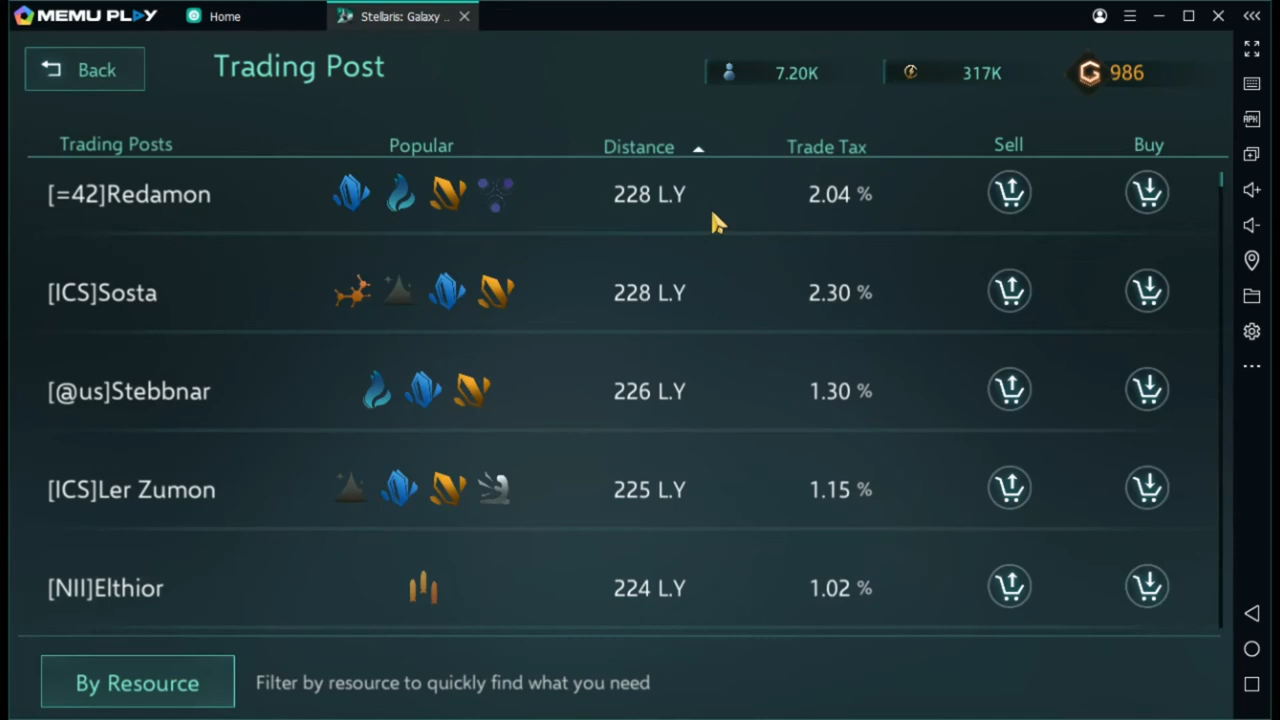 MEMU PLAY Home Stellaris: Galaxy ..
Back Trading Post 7.20K 317K 986
Trading Posts Popular Distance Trade Tax Sell Buy
[=42]Redamon 228 L.Y 2.04 %
[ICS]Sosta 228 L.Y 2.30 %
[@us]Stebbnar 226 L.Y 1.30 %
[ICS]Ler Zumon 225 L.Y 1.15 %
[NII]Elthior 224 L.Y 1.02 %
By Resource Filter by resource to quickly find what you need
APK